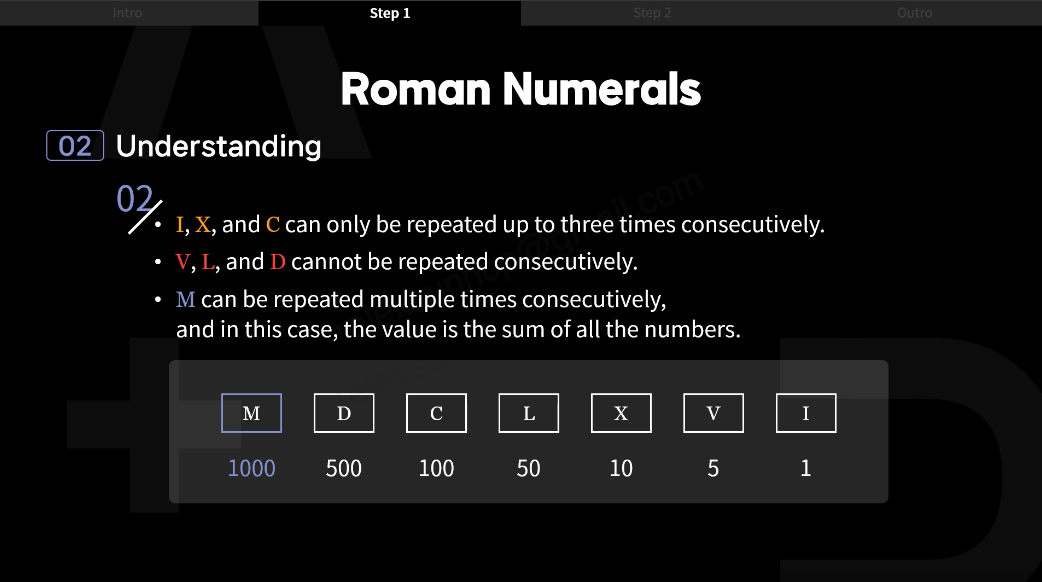 Intro Step 1 Step 2 Outro
Roman Numerals
02 Understanding
02
• I, X, and C can only be repeated up to three times consecutively.
• V, L, and D cannot be repeated consecutively.
• M can be repeated multiple times consecutively,
and in this case, the value is the sum of all the numbers.
M D C L X V I
1000 500 100 50 10 5 1